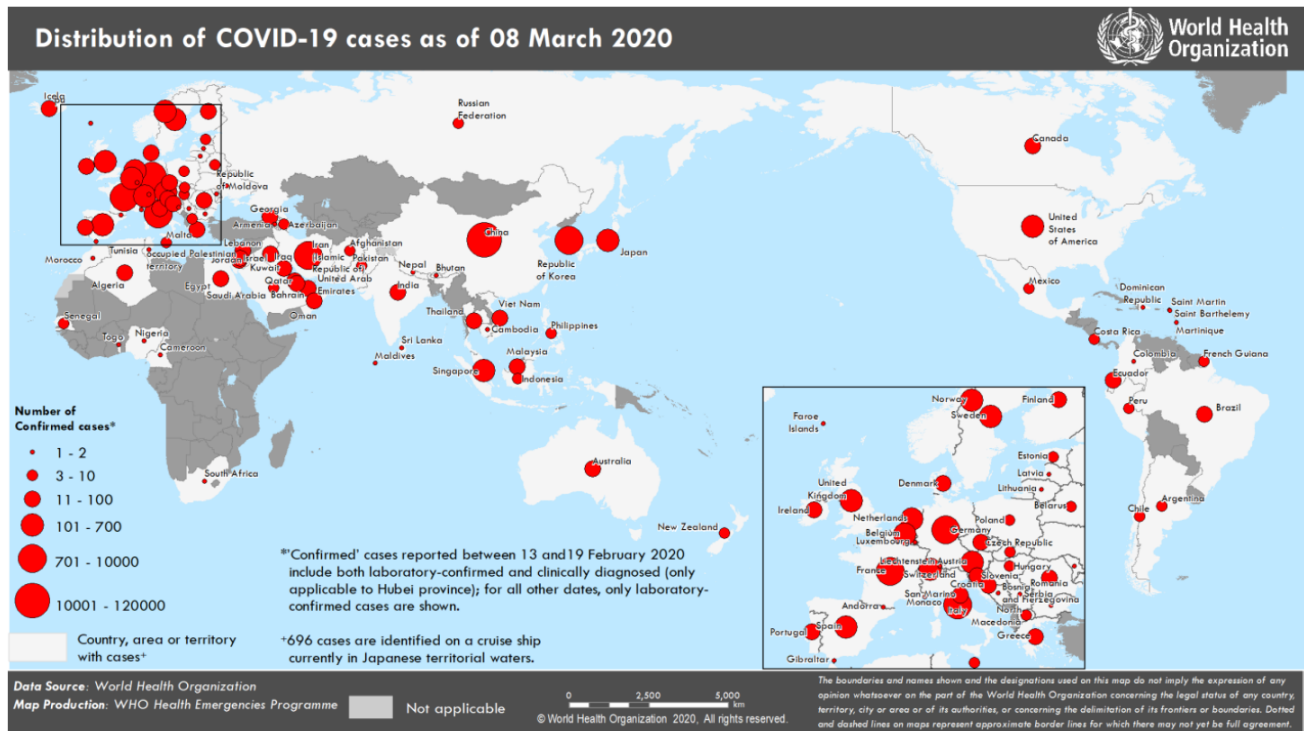 Distribution of COVID-19 cases as of 08 March 2020
World Health
Organization
Russian
Federation
Republic
of Moldova
Georgia
Armenia
Azerbaijan
Malta
Tunisia
Morocco
occupied Palestinian
territory
Lebanon
Israel
Jordan
Iraq
Iran
Islamic
Republic of
Afghanistan
Kuwait
Pakistan
Algeria
Egypt
Qatar
United Arab
Emirates
Saudi Arabia
Bahrain
Oman
China
Republic
of Korea
Japan
Nepal
Bhutan
India
Senegal
Togo
Nigeria
Cameroon
Thailand
Viet Nam
Cambodia
Philippines
Sri Lanka
Maldives
Malaysia
Singapore
Indonesia
South Africa
Australia
New Zealand
Canada
United
States
of America
Mexico
Dominican
Republic
Saint Martin
Saint Barthelemy
Martinique
Costa Rica
Colombia
French Guiana
Ecuador
Peru
Brazil
Chile
Argentina
Norway
Sweden
Finland
Faroe
Islands
Estonia
Latvia
Lithuania
Belarus
United
Kingdom
Denmark
Ireland
Netherlands
Belgium
Luxembourg
Germany
Poland
Czech Republic
Liechtenstein
Austria
France
Switzerland
Slovenia
Hungary
Croatia
Romania
Bosnia
and Herzegovina
Serbia
San Marino
Monaco
Italy
Andorra
North
Macedonia
Portugal
Spain
Greece
Gibraltar
Number of
Confirmed cases*
1 - 2
3 - 10
11 - 100
101 - 700
701 - 10000
10001 - 120000
Country, area or territory
with cases+
*'Confirmed' cases reported between 13 and19 February 2020
include both laboratory-confirmed and clinically diagnosed (only
applicable to Hubei province); for all other dates, only laboratory-
confirmed cases are shown.
+696 cases are identified on a cruise ship
currently in Japanese territorial waters.
Data Source: World Health Organization
Map Production: WHO Health Emergencies Programme
Not applicable
0 2,500 5,000
km
© World Health Organization 2020, All rights reserved.
The boundaries and names shown and the designations used on this map do not imply the expression of any
opinion whatsoever on the part of the World Health Organization concerning the legal status of any country,
territory, city or area or of its authorities, or concerning the delimitation of its frontiers or boundaries. Dotted
and dashed lines on maps represent approximate border lines for which there may not yet be full agreement.